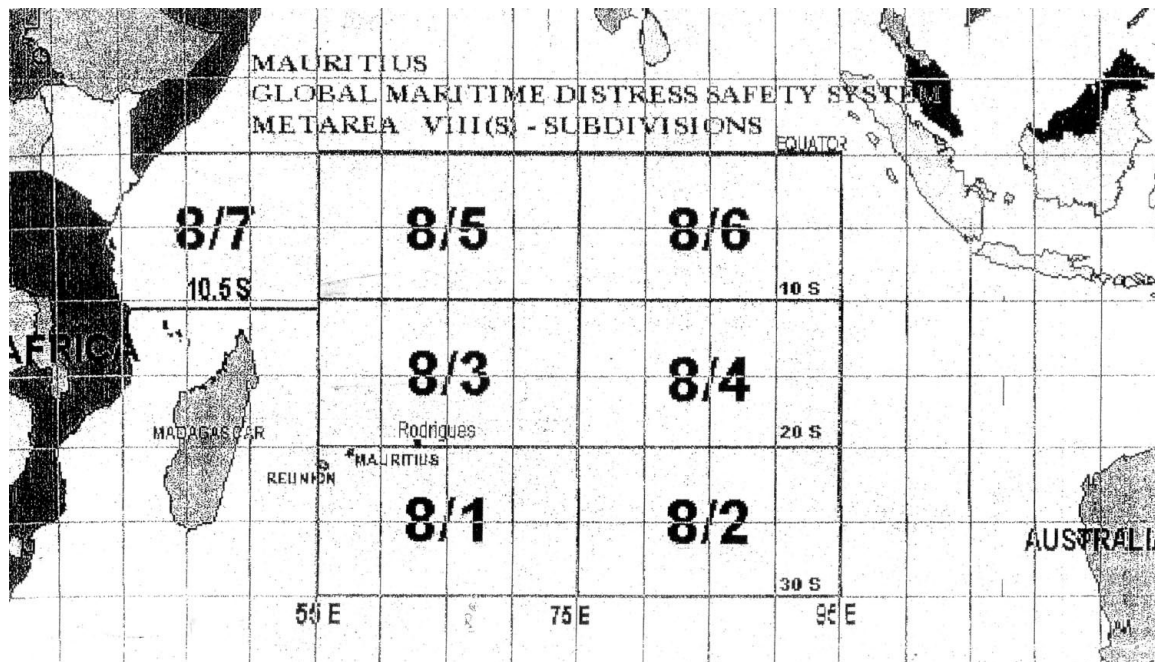 MAURITIUS
GLOBAL MARITIME DISTRESS SAFETY SYSTEM
METAREA VIII(S) - SUBDIVISIONS
EQUATOR
8/7
8/5
8/6
10.5 S
10 S
AFRICA
8/3
8/4
MADAGASCAR
Rodrigues
20 S
MAURITIUS
REUNION
8/1
8/2
AUSTRALI
30 S
55 E
75 E
95 E